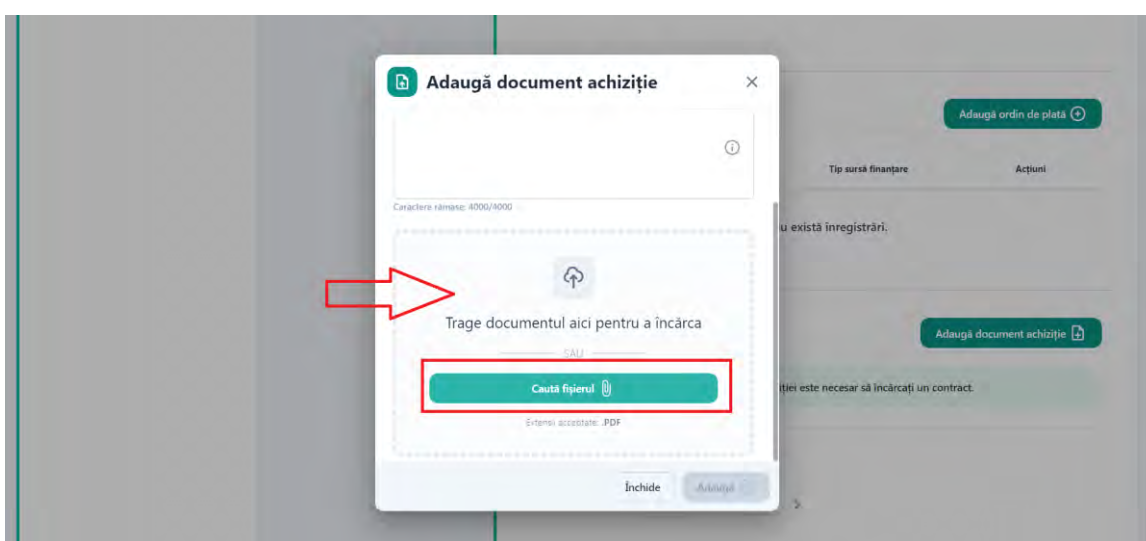 Adaugă document achiziție
Adaugă ordin de plată
Tip sursă finanțare
Acțiuni
Caractere rămase: 4000/4000
u există înregistrări.
Trage documentul aici pentru a încărca
SAU
Adaugă document achiziție
Caută fișierul
iției este necesar să încărcați un contract.
Extensii acceptate: .PDF
Închide
Adaugă